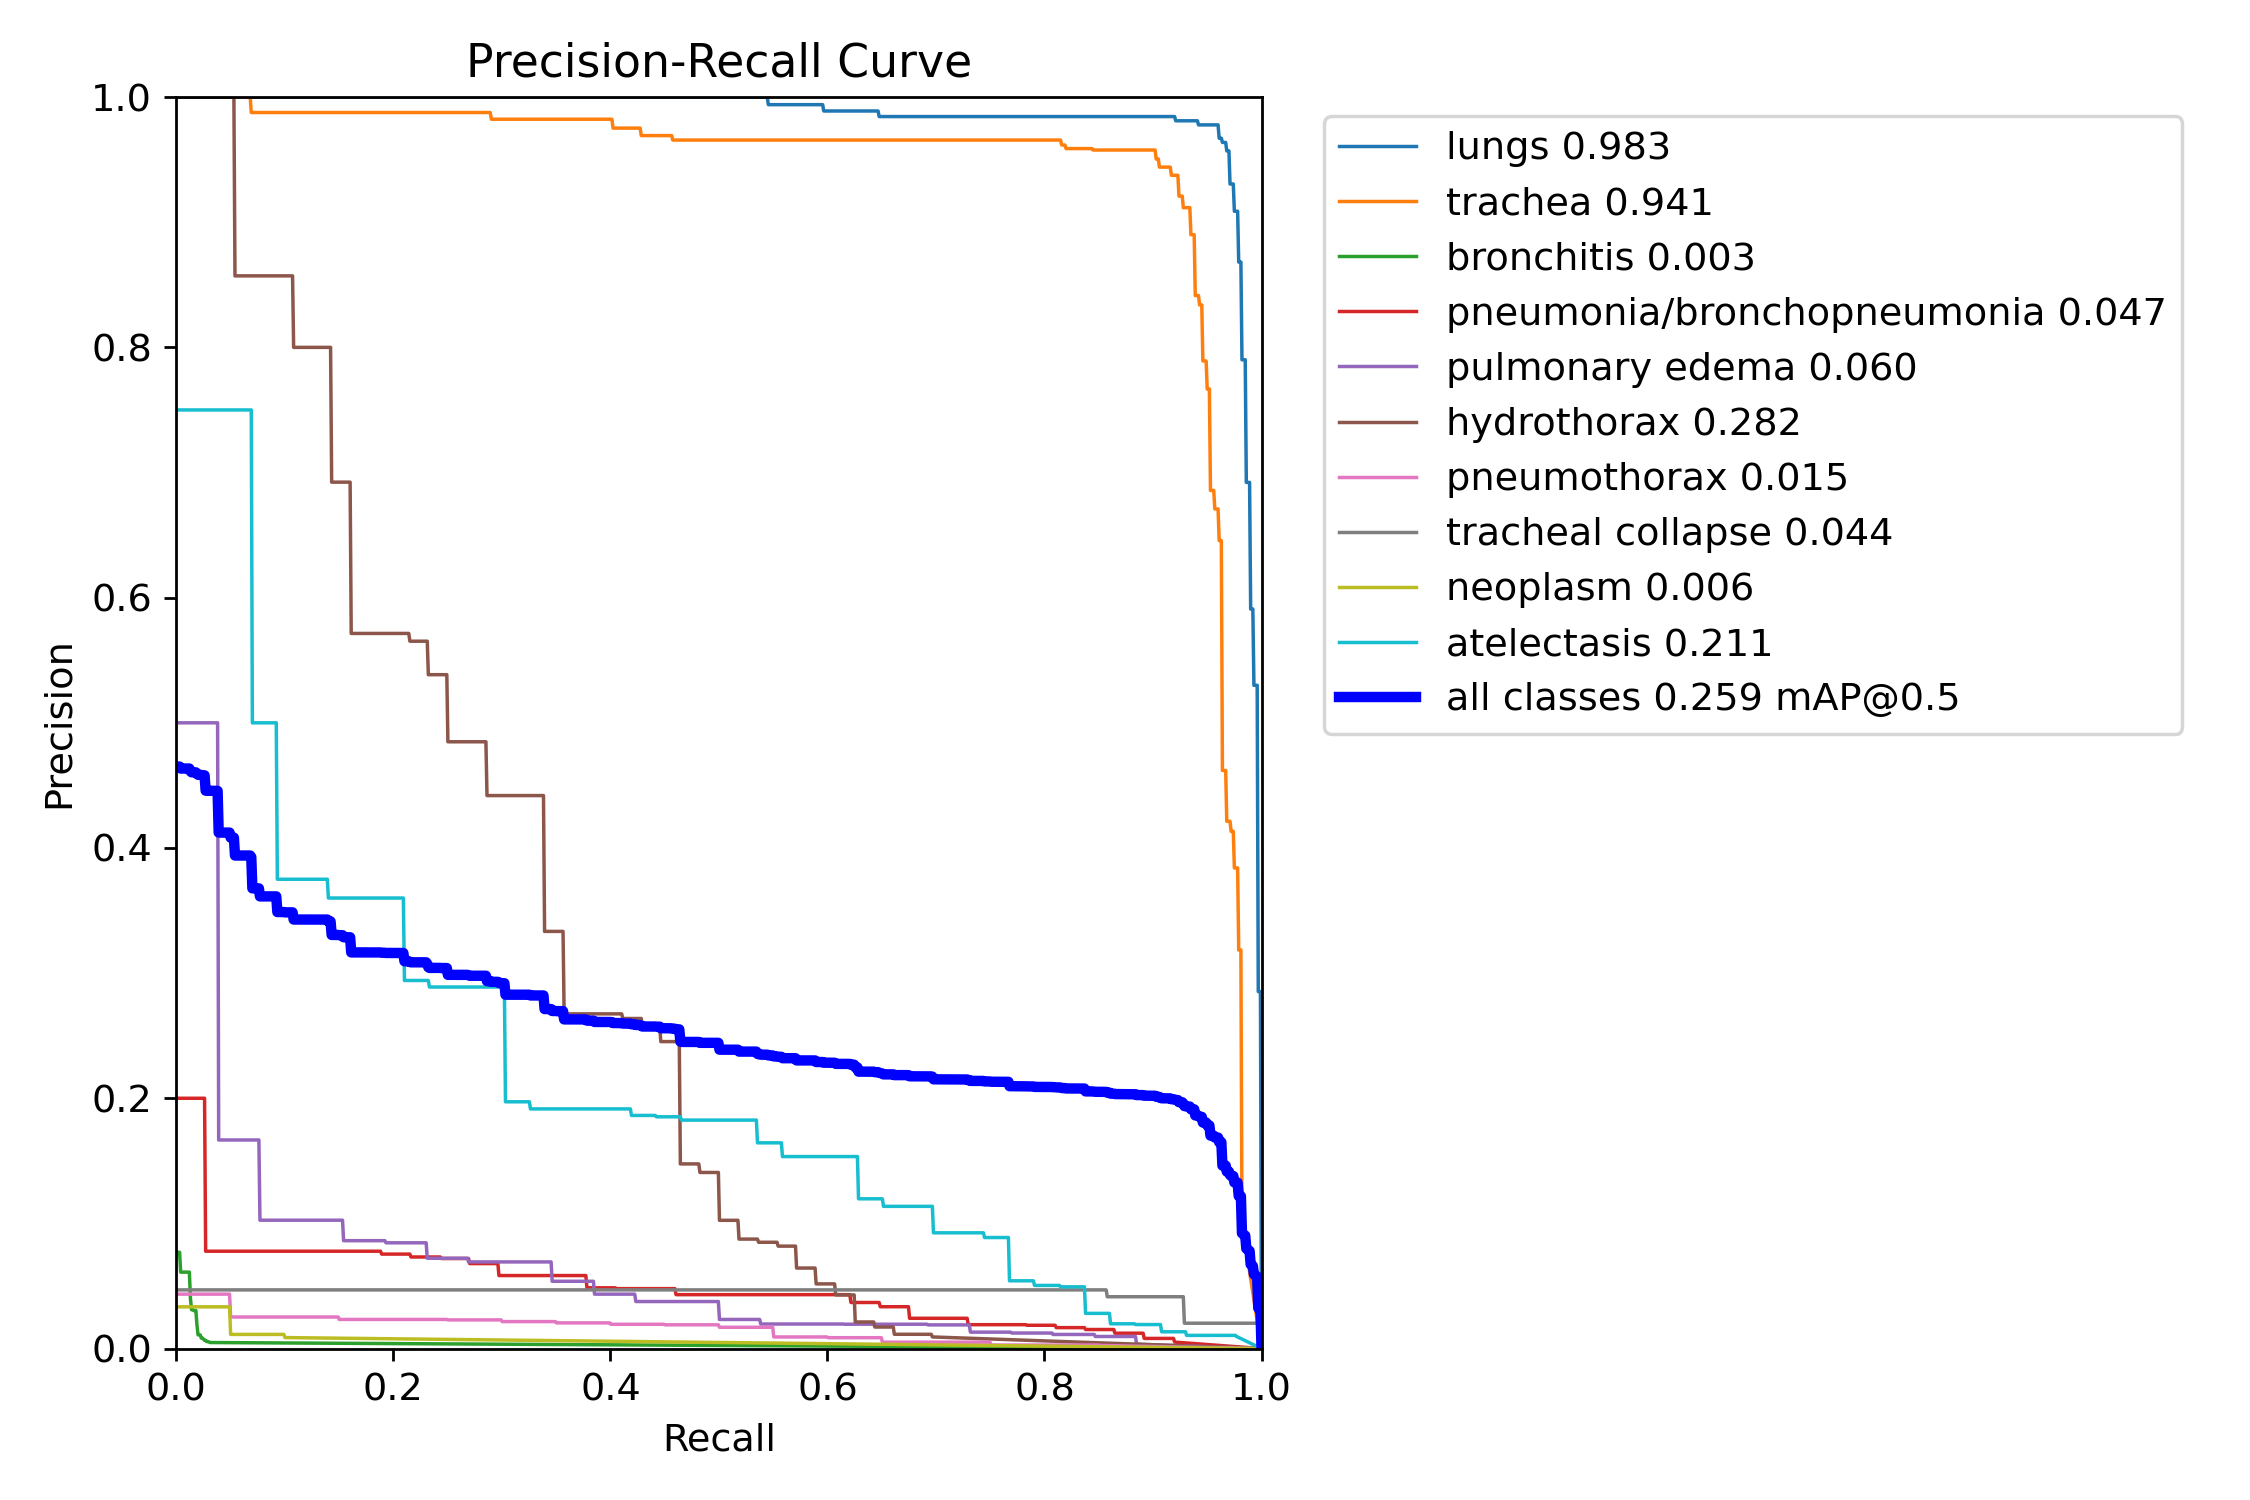 Precision-Recall Curve
1.0
0.8
0.6
0.4
0.2
0.0
Precision
0.0 0.2 0.4 0.6 0.8 1.0
Recall
lungs 0.983
trachea 0.941
bronchitis 0.003
pneumonia/bronchopneumonia 0.047
pulmonary edema 0.060
hydrothorax 0.282
pneumothorax 0.015
tracheal collapse 0.044
neoplasm 0.006
atelectasis 0.211
all classes 0.259 mAP@0.5